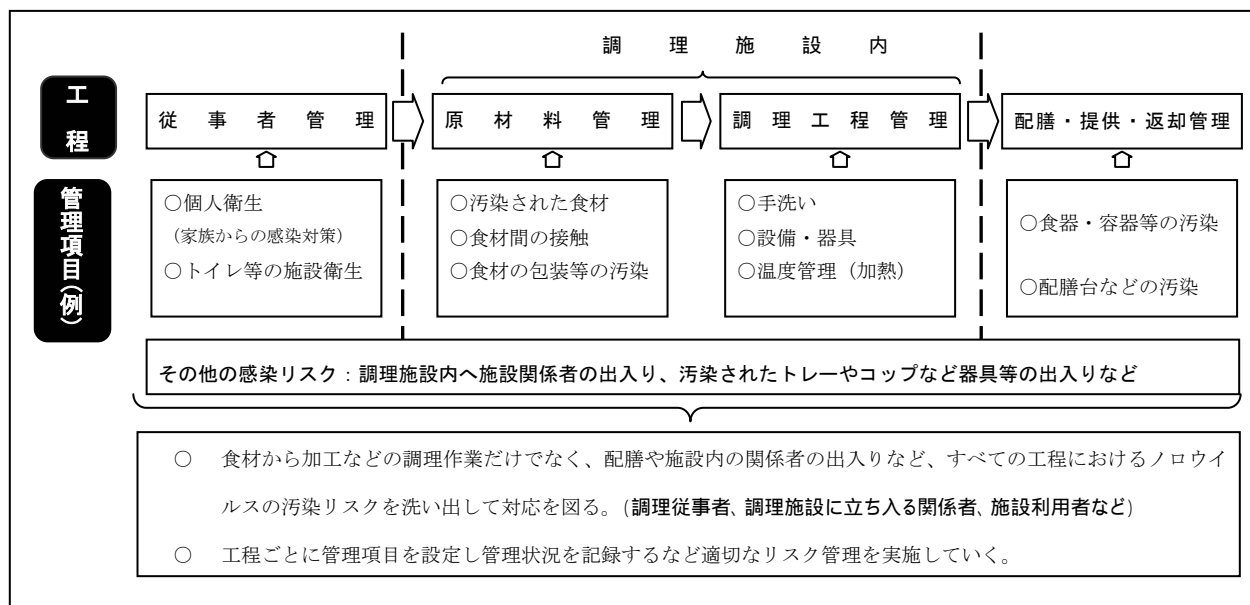 調理施設内
工程
従事者管理
原材料管理
調理工程管理
配膳・提供・返却管理
管理項目(例)
○個人衛生
(家族からの感染対策)
○トイレ等の施設衛生
○汚染された食材
○食材間の接触
○食材の包装等の汚染
○手洗い
○設備・器具
○温度管理（加熱）
○食器・容器等の汚染
○配膳台などの汚染
その他の感染リスク：調理施設内へ施設関係者の出入り、汚染されたトレーやコップなど器具等の出入りなど
○ 食材から加工などの調理作業だけでなく、配膳や施設内の関係者の出入りなど、すべての工程におけるノロウイ
ルスの汚染リスクを洗い出して対応を図る。(調理従事者、調理施設に立ち入る関係者、施設利用者など)
○ 工程ごとに管理項目を設定し管理状況を記録するなど適切なリスク管理を実施していく。